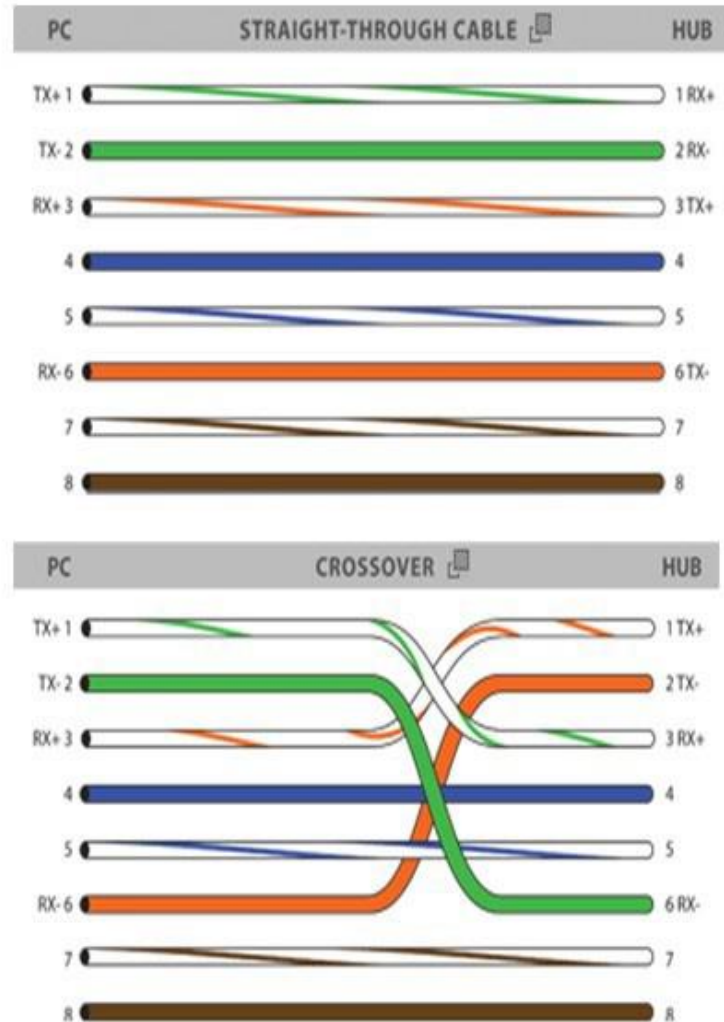 PC STRAIGHT-THROUGH CABLE HUB
TX+ 1 1 RX+
TX- 2 2 RX-
RX+ 3 3 TX+
4 4
5 5
RX- 6 6 TX-
7 7
8 8
PC CROSSOVER HUB
TX+ 1 1 TX+
TX- 2 2 TX-
RX+ 3 3 RX+
4 4
5 5
RX- 6 6 RX-
7 7
8 8